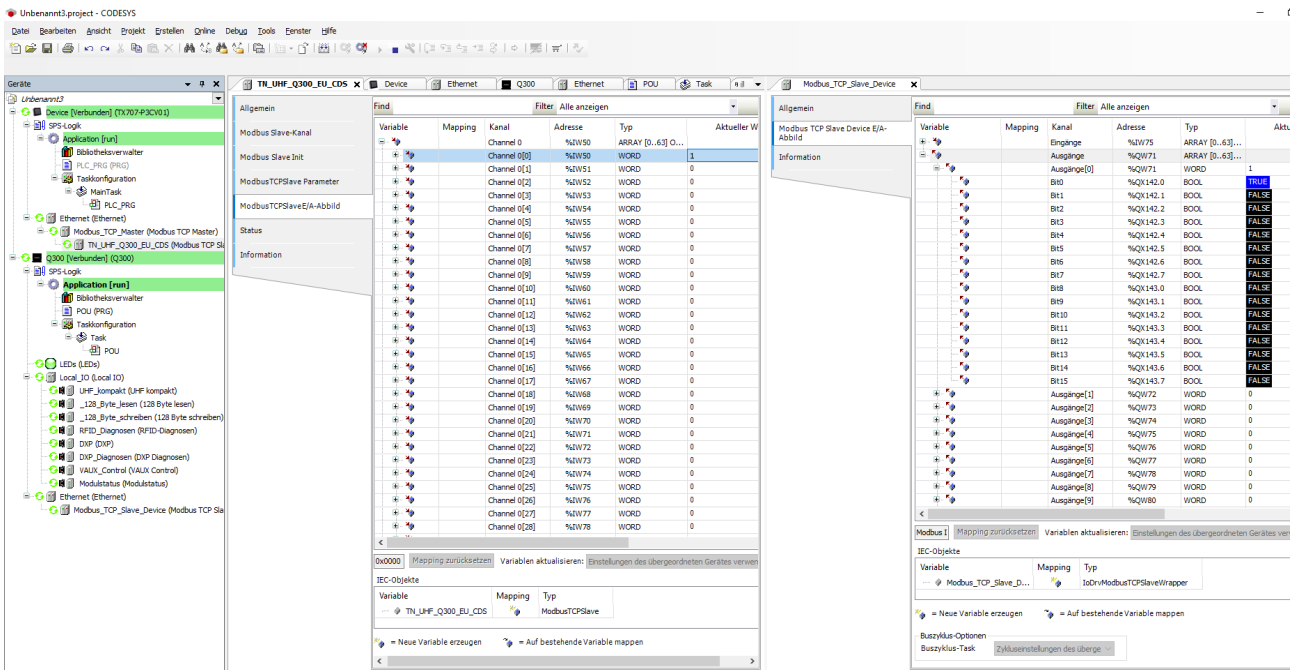 Unbenannt3.project - CODESYS
Datei Bearbeiten Ansicht Projekt Erstellen Online Debug Tools Fenster Hilfe
Geräte
Unbenannt3
Device [Verbunden] (TX707-P3CV01)
SPS-Logik
Application [run]
Bibliotheksverwalter
PLC_PRG (PRG)
Taskkonfiguration
MainTask
PLC_PRG
Ethernet (Ethernet)
Modbus_TCP_Master (Modbus TCP Master)
TN_UHF_Q300_EU_CDS (Modbus TCP Sla
Q300 [Verbunden] (Q300)
SPS-Logik
Application [run]
Bibliotheksverwalter
POU (PRG)
Taskkonfiguration
Task
POU
LEDs (LEDs)
Local_IO (Local IO)
UHF_kompakt (UHF kompakt)
_128_Byte_lesen (128 Byte lesen)
_128_Byte_schreiben (128 Byte schreiben)
RFID_Diagnosen (RFID-Diagnosen)
DXP (DXP)
DXP_Diagnosen (DXP Diagnosen)
VAUX_Control (VAUX Control)
Modulstatus (Modulstatus)
Ethernet (Ethernet)
Modbus_TCP_Slave_Device (Modbus TCP Sla
TN_UHF_Q300_EU_CDS Device Ethernet Q300 Ethernet POU Task
Allgemein
Modbus Slave-Kanal
Modbus Slave Init
ModbusTCPSlave Parameter
ModbusTCPSlaveE/A-Abbild
Status
Information
Find Filter Alle anzeigen
Variable Mapping Kanal Adresse Typ Aktueller W
Channel 0 %IW50 ARRAY [0..63] O...
Channel 0[0] %IW50 WORD 1
Channel 0[1] %IW51 WORD 0
Channel 0[2] %IW52 WORD 0
Channel 0[3] %IW53 WORD 0
Channel 0[4] %IW54 WORD 0
Channel 0[5] %IW55 WORD 0
Channel 0[6] %IW56 WORD 0
Channel 0[7] %IW57 WORD 0
Channel 0[8] %IW58 WORD 0
Channel 0[9] %IW59 WORD 0
Channel 0[10] %IW60 WORD 0
Channel 0[11] %IW61 WORD 0
Channel 0[12] %IW62 WORD 0
Channel 0[13] %IW63 WORD 0
Channel 0[14] %IW64 WORD 0
Channel 0[15] %IW65 WORD 0
Channel 0[16] %IW66 WORD 0
Channel 0[17] %IW67 WORD 0
Channel 0[18] %IW68 WORD 0
Channel 0[19] %IW69 WORD 0
Channel 0[20] %IW70 WORD 0
Channel 0[21] %IW71 WORD 0
Channel 0[22] %IW72 WORD 0
Channel 0[23] %IW73 WORD 0
Channel 0[24] %IW74 WORD 0
Channel 0[25] %IW75 WORD 0
Channel 0[26] %IW76 WORD 0
Channel 0[27] %IW77 WORD 0
Channel 0[28] %IW78 WORD 0
0x0000 Mapping zurücksetzen Variablen aktualisieren: Einstellungen des übergeordneten Gerätes verwen
IEC-Objekte
Variable Mapping Typ
TN_UHF_Q300_EU_CDS ModbusTCPSlave
= Neue Variable erzeugen = Auf bestehende Variable mappen
Modbus_TCP_Slave_Device
Allgemein
Modbus TCP Slave Device E/A-
Abbild
Information
Find Filter Alle anzeigen
Variable Mapping Kanal Adresse Typ Aktu
Eingänge %IW75 ARRAY [0..63]...
Ausgänge %QW71 ARRAY [0..63]...
Ausgänge[0] %QW71 WORD 1
Bit0 %QX142.0 BOOL TRUE
Bit1 %QX142.1 BOOL FALSE
Bit2 %QX142.2 BOOL FALSE
Bit3 %QX142.3 BOOL FALSE
Bit4 %QX142.4 BOOL FALSE
Bit5 %QX142.5 BOOL FALSE
Bit6 %QX142.6 BOOL FALSE
Bit7 %QX142.7 BOOL FALSE
Bit8 %QX143.0 BOOL FALSE
Bit9 %QX143.1 BOOL FALSE
Bit10 %QX143.2 BOOL FALSE
Bit11 %QX143.3 BOOL FALSE
Bit12 %QX143.4 BOOL FALSE
Bit13 %QX143.5 BOOL FALSE
Bit14 %QX143.6 BOOL FALSE
Bit15 %QX143.7 BOOL FALSE
Ausgänge[1] %QW72 WORD 0
Ausgänge[2] %QW73 WORD 0
Ausgänge[3] %QW74 WORD 0
Ausgänge[4] %QW75 WORD 0
Ausgänge[5] %QW76 WORD 0
Ausgänge[6] %QW77 WORD 0
Ausgänge[7] %QW78 WORD 0
Ausgänge[8] %QW79 WORD 0
Ausgänge[9] %QW80 WORD 0
Modbus I Mapping zurücksetzen Variablen aktualisieren: Einstellungen des übergeordneten Gerätes ver
IEC-Objekte
Variable Mapping Typ
Modbus_TCP_Slave_D... IoDrvModbusTCPSlaveWrapper
= Neue Variable erzeugen = Auf bestehende Variable mappen
Buszyklus-Optionen
Buszyklus-Task Zykluseinstellungen des überge